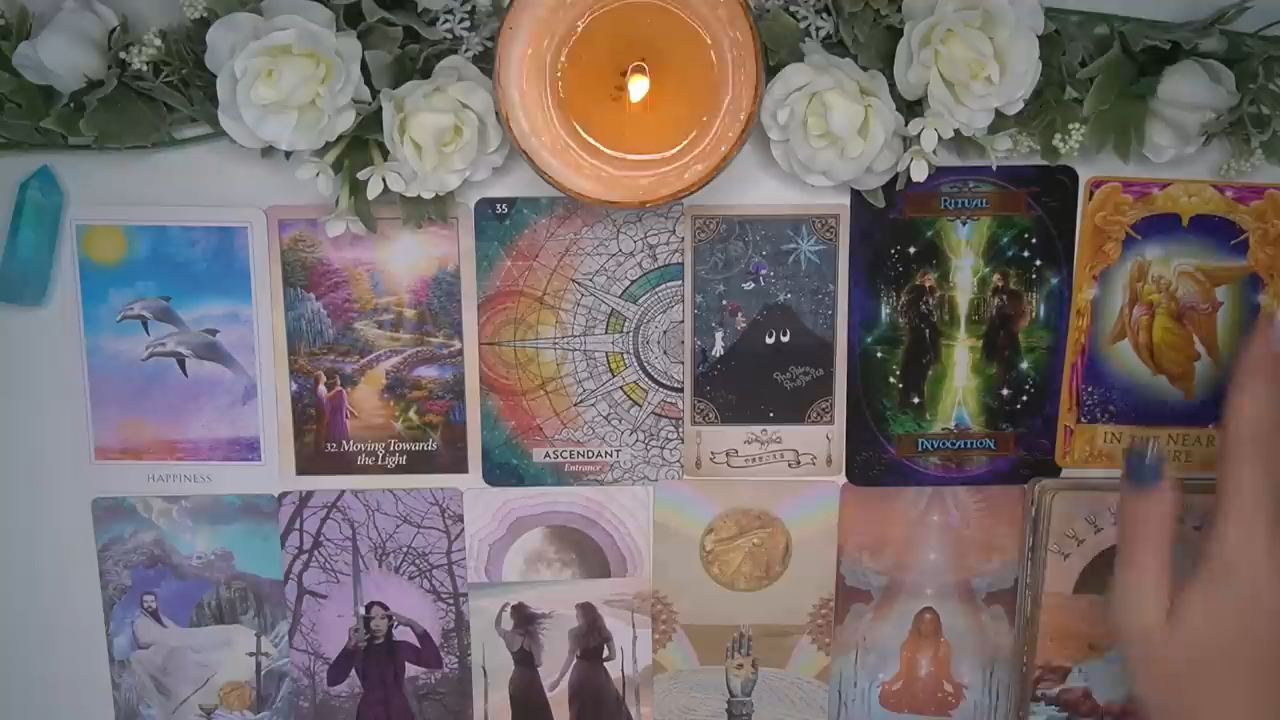 HAPPINESS
32. Moving Towards
the Light
35
ASCENDANT
Entrance
RITUAL
INVOCATION
IN THE NEAR